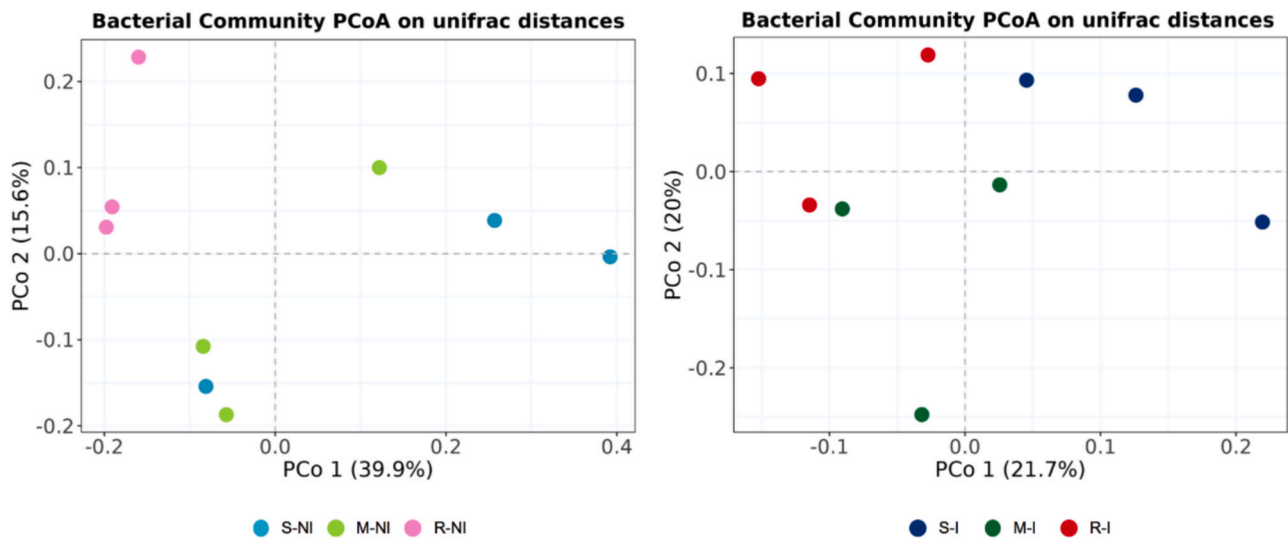 Bacterial Community PCoA on unifrac distances
0.2
0.1
0.0
-0.1
-0.2
PCo 2 (15.6%)
-0.2 0.0 0.2 0.4
PCo 1 (39.9%)
S-NI M-NI R-NI
Bacterial Community PCoA on unifrac distances
0.1
0.0
-0.1
-0.2
PCo 2 (20%)
-0.1 0.0 0.1 0.2
PCo 1 (21.7%)
S-I M-I R-I